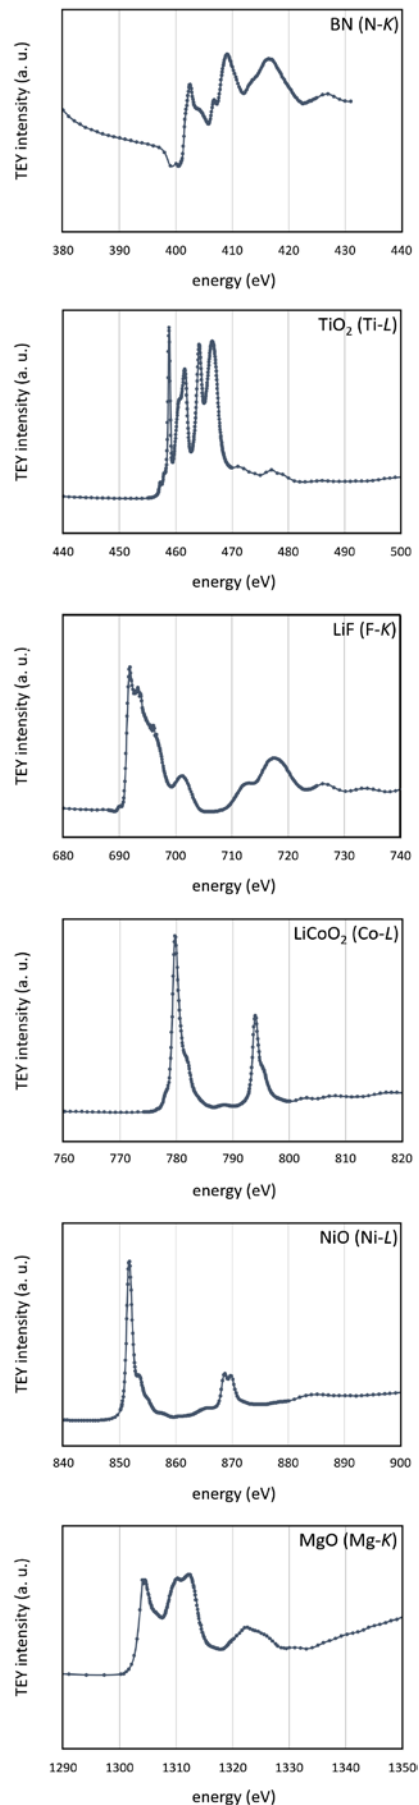 BN (N-K)
TEY intensity (a. u.)
380 390 400 410 420 430 440
energy (eV)
TiO₂ (Ti-L)
TEY intensity (a. u.)
440 450 460 470 480 490 500
energy (eV)
LiF (F-K)
TEY intensity (a. u.)
680 690 700 710 720 730 740
energy (eV)
LiCoO₂ (Co-L)
TEY intensity (a. u.)
760 770 780 790 800 810 820
energy (eV)
NiO (Ni-L)
TEY intensity (a. u.)
840 850 860 870 880 890 900
energy (eV)
MgO (Mg-K)
TEY intensity (a. u.)
1290 1300 1310 1320 1330 1340 1350
energy (eV)